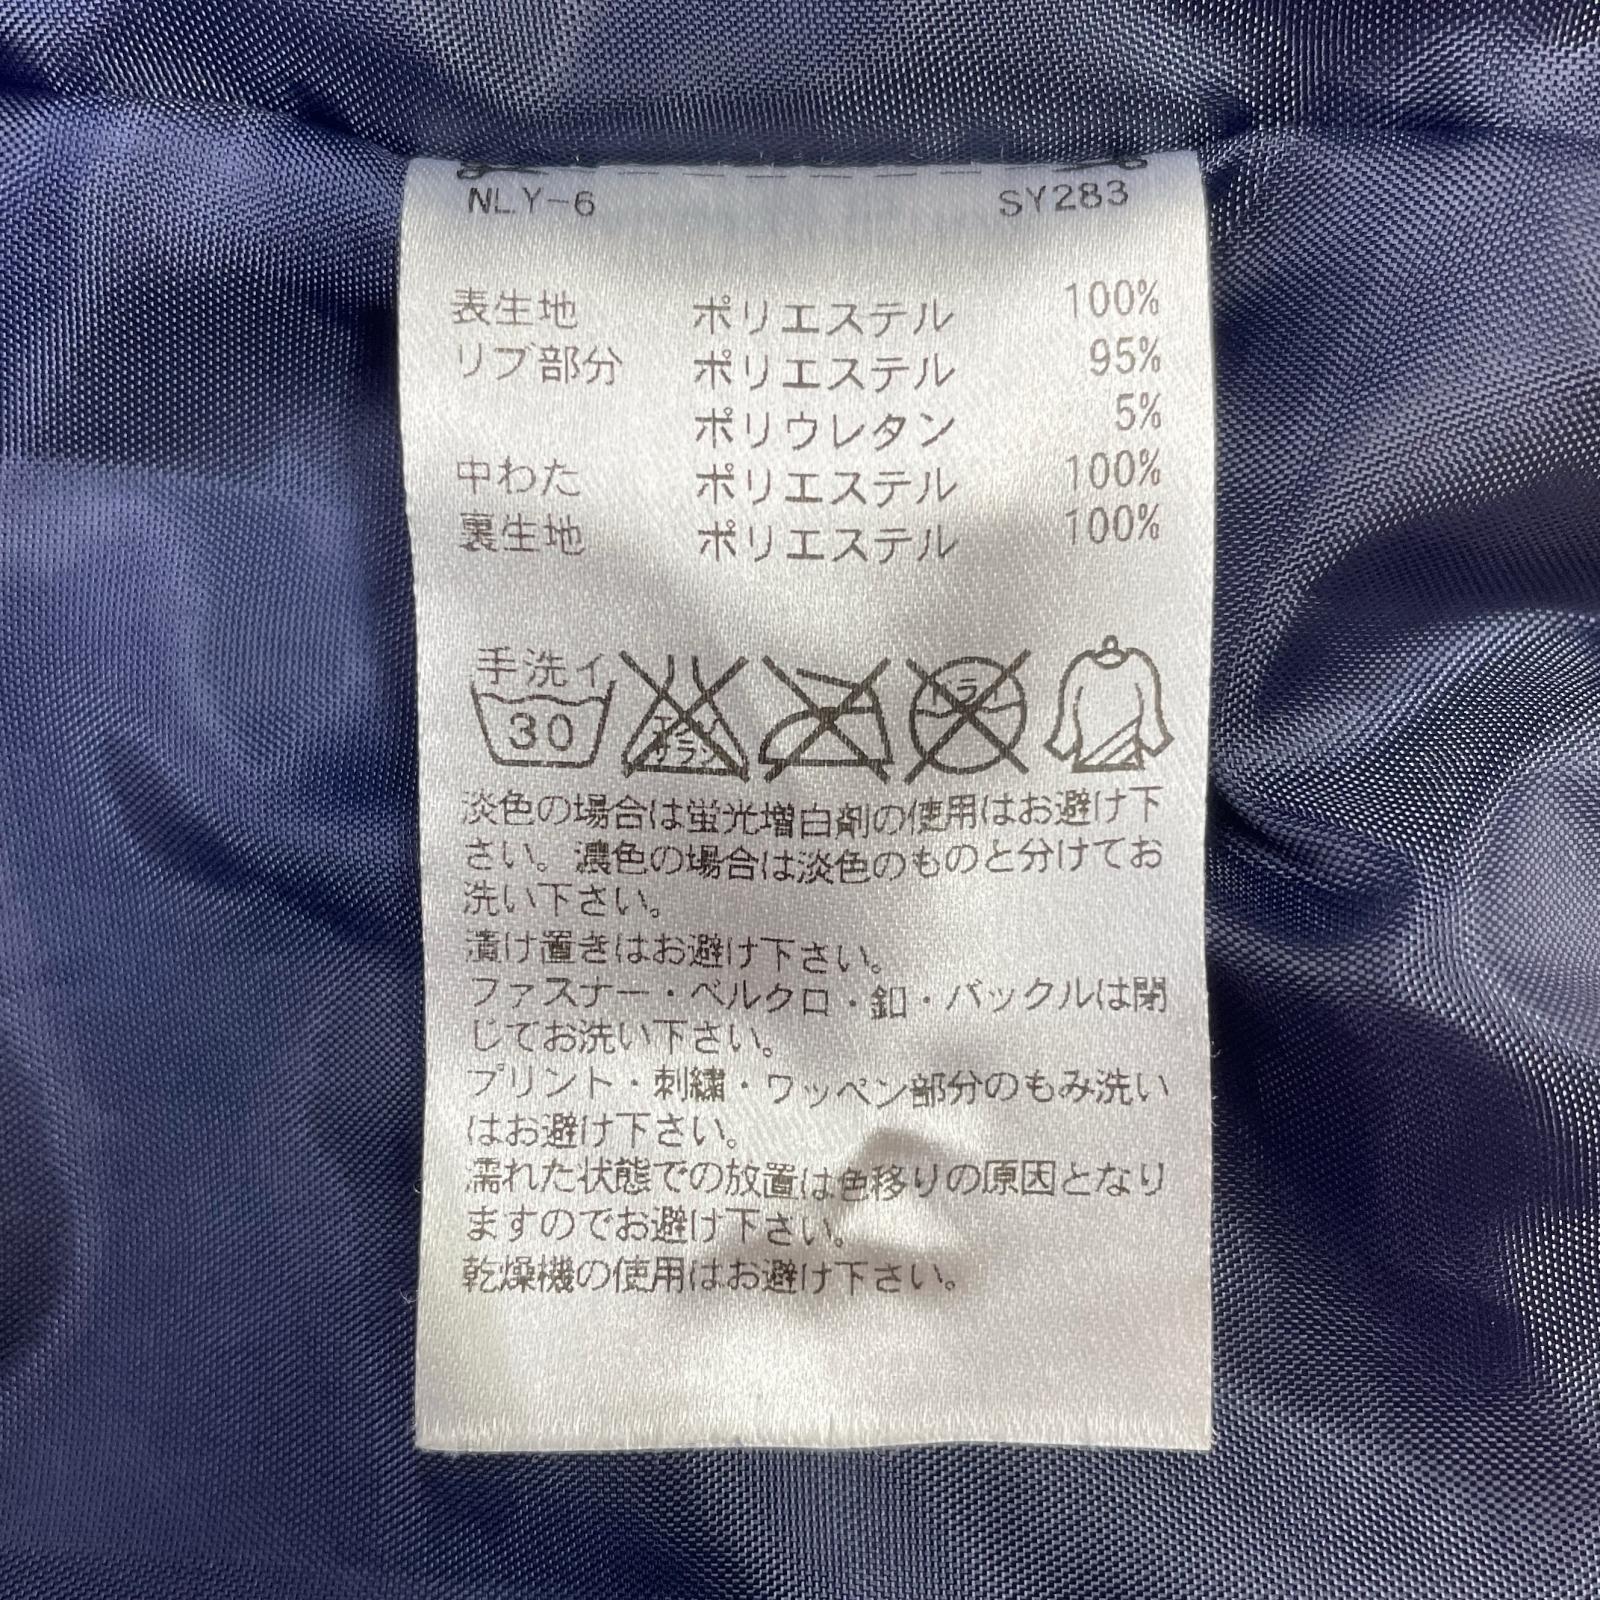 NLY-6 SY283
表生地 ポリエステル 100%
リブ部分 ポリエステル 95%
ポリウレタン 5%
中わた ポリエステル 100%
裏生地 ポリエステル 100%
手洗イ
30 エンソサラシ ドライ
淡色の場合は蛍光増白剤の使用はお避け下
さい。濃色の場合は淡色のものと分けてお
洗い下さい。
漬け置きはお避け下さい。
ファスナー・ベルクロ・釦・バックルは閉
じてお洗い下さい。
プリント・刺繍・ワッペン部分のもみ洗い
はお避け下さい。
濡れた状態での放置は色移りの原因となり
ますのでお避け下さい。
乾燥機の使用はお避け下さい。